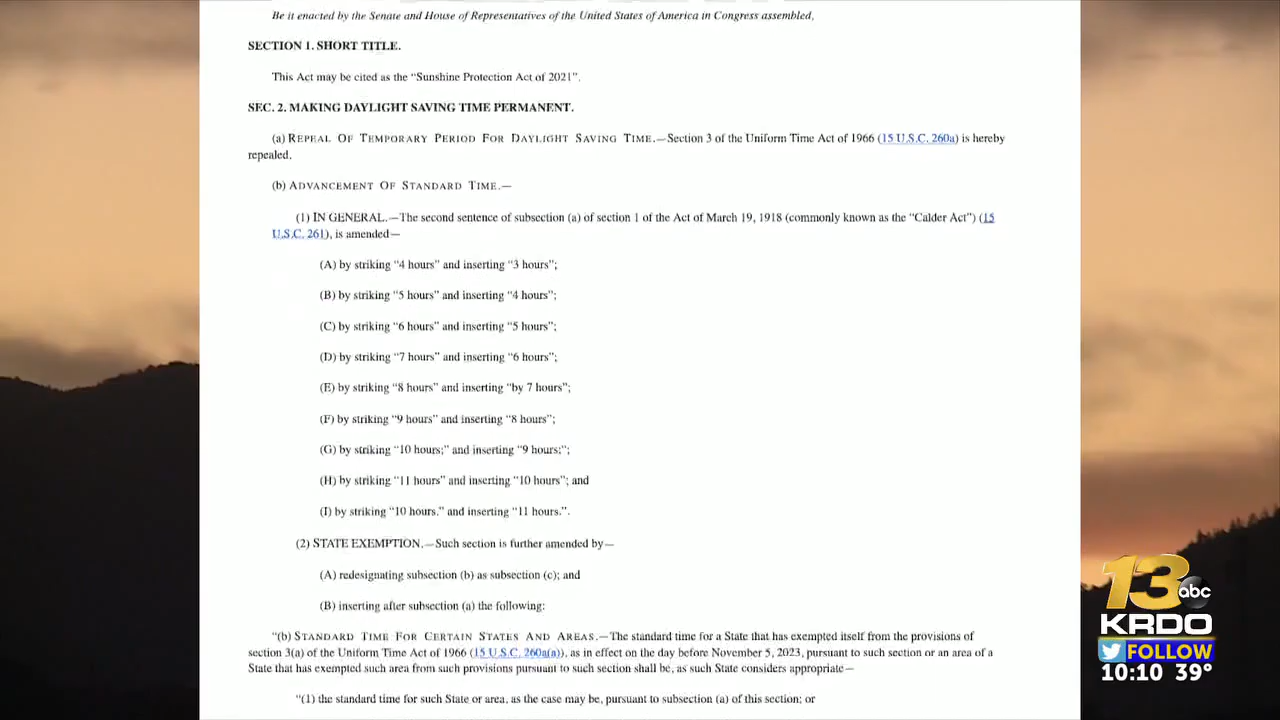 Be it enacted by the Senate and House of Representatives of the United States of America in Congress assembled,
SECTION 1. SHORT TITLE.
This Act may be cited as the “Sunshine Protection Act of 2021”.
SEC. 2. MAKING DAYLIGHT SAVING TIME PERMANENT.
(a) REPEAL OF TEMPORARY PERIOD FOR DAYLIGHT SAVING TIME.—Section 3 of the Uniform Time Act of 1966 (15 U.S.C. 260a) is hereby
repealed.
(b) ADVANCEMENT OF STANDARD TIME.—
(1) IN GENERAL.—The second sentence of subsection (a) of section 1 of the Act of March 19, 1918 (commonly known as the “Calder Act”) (15
U.S.C. 261), is amended—
(A) by striking “4 hours” and inserting “3 hours”;
(B) by striking “5 hours” and inserting “4 hours”;
(C) by striking “6 hours” and inserting “5 hours”;
(D) by striking “7 hours” and inserting “6 hours”;
(E) by striking “8 hours” and inserting “by 7 hours”;
(F) by striking “9 hours” and inserting “8 hours”;
(G) by striking “10 hours;” and inserting “9 hours;”;
(H) by striking “11 hours” and inserting “10 hours”; and
(I) by striking “10 hours.” and inserting “11 hours.”.
(2) STATE EXEMPTION.—Such section is further amended by—
(A) redesignating subsection (b) as subsection (c); and
(B) inserting after subsection (a) the following:
“(b) STANDARD TIME FOR CERTAIN STATES AND AREAS.—The standard time for a State that has exempted itself from the provisions of
section 3(a) of the Uniform Time Act of 1966 (15 U.S.C. 260a(a)), as in effect on the day before November 5, 2023, pursuant to such section or an area of a
State that has exempted such area from such provisions pursuant to such section shall be, as such State considers appropriate—
“(1) the standard time for such State or area, as the case may be, pursuant to subsection (a) of this section; or
13 abc
KRDO
FOLLOW
10:10 39°